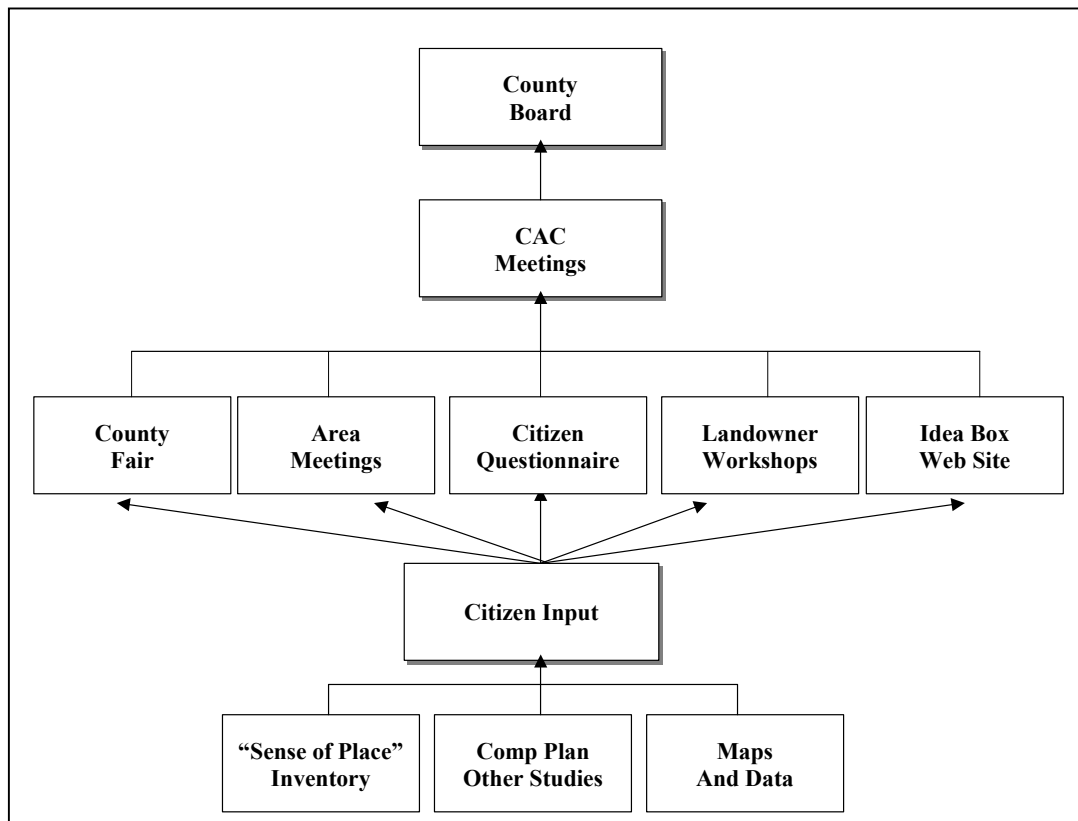 County
Board
CAC
Meetings
County
Fair
Area
Meetings
Citizen
Questionnaire
Landowner
Workshops
Idea Box
Web Site
Citizen Input
“Sense of Place”
Inventory
Comp Plan
Other Studies
Maps
And Data